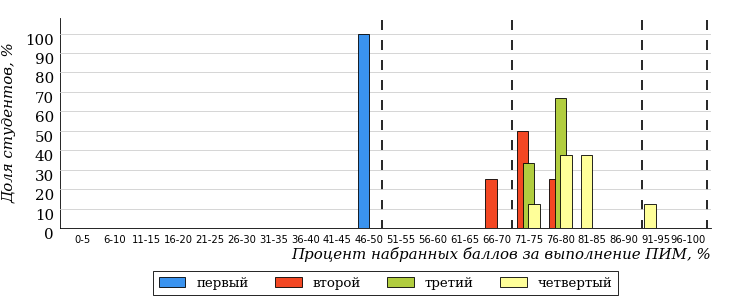 Доля студентов, %
100
90
80
70
60
50
40
30
20
10
0
0-5 6-10 11-15 16-20 21-25 26-30 31-35 36-40 41-45 46-50 51-55 56-60 61-65 66-70 71-75 76-80 81-85 86-90 91-95 96-100
Процент набранных баллов за выполнение ПИМ, %
первый второй третий четвертый